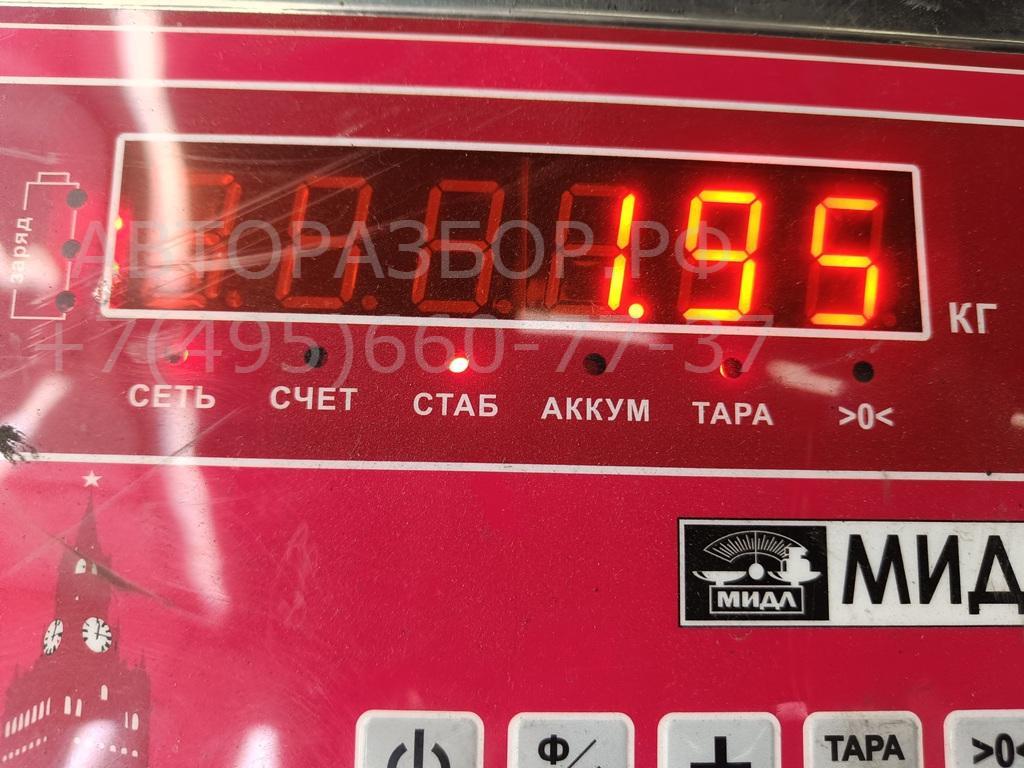 заряд
1.95
КГ
АВТОРАЗБОР.РФ
+7(495)660-77-37
СЕТЬ СЧЕТ СТАБ АККУМ ТАРА >0<
МИДЛ
МИД
Ф/
+
ТАРА
>0<